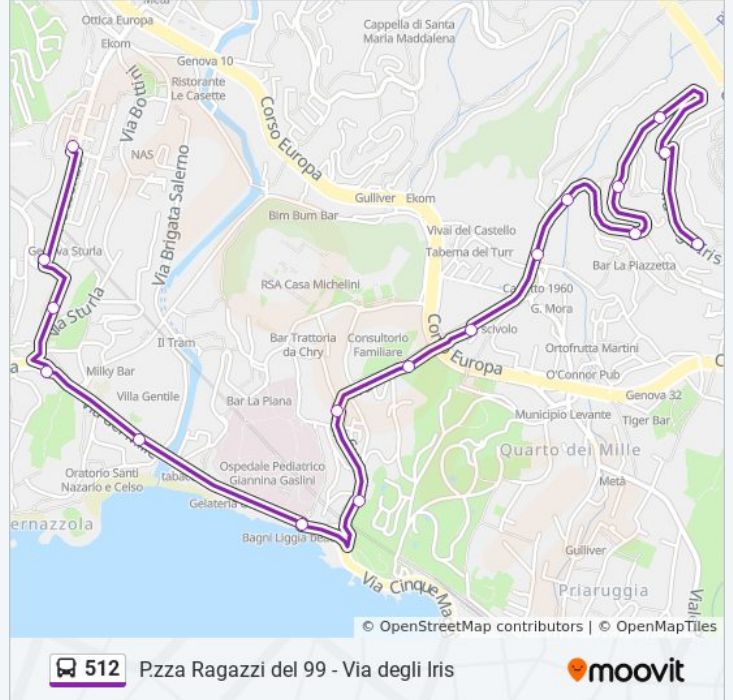 Meta
Ottica Europa
Ekom
Cappella di Santa
Maria Maddalena
Genova 10
Ristorante
Le Casette
Via Bottini
Corso Europa
NAS
Via Brigata Salerno
Gulliver
Ekom
Bim Bum Bar
Vivai del Castello
Taberna del Turr
Bar La Piazzetta
RSA Casa Michelini
G. Mora
Via Sturla
Il Tram
Bar Trattoria
da Chry
Consultorio
Familiare
Corso Europa
Ortofrutta Martini
O'Connor Pub
Milky Bar
Villa Gentile
Bar La Piana
Genova 32
Municipio Levante
Tiger Bar
Quarto dei Mille
Oratorio Santi
Nazario e Celso
Ospedale Pediatrico
Giannina Gaslini
Metà
Gelateria
Bagni Liggia
Gulliver
Priaruggia
Via Cinque Ma
Viale
© OpenStreetMap contributors | © OpenMapTiles
512 P.zza Ragazzi del 99 - Via degli Iris
moovit